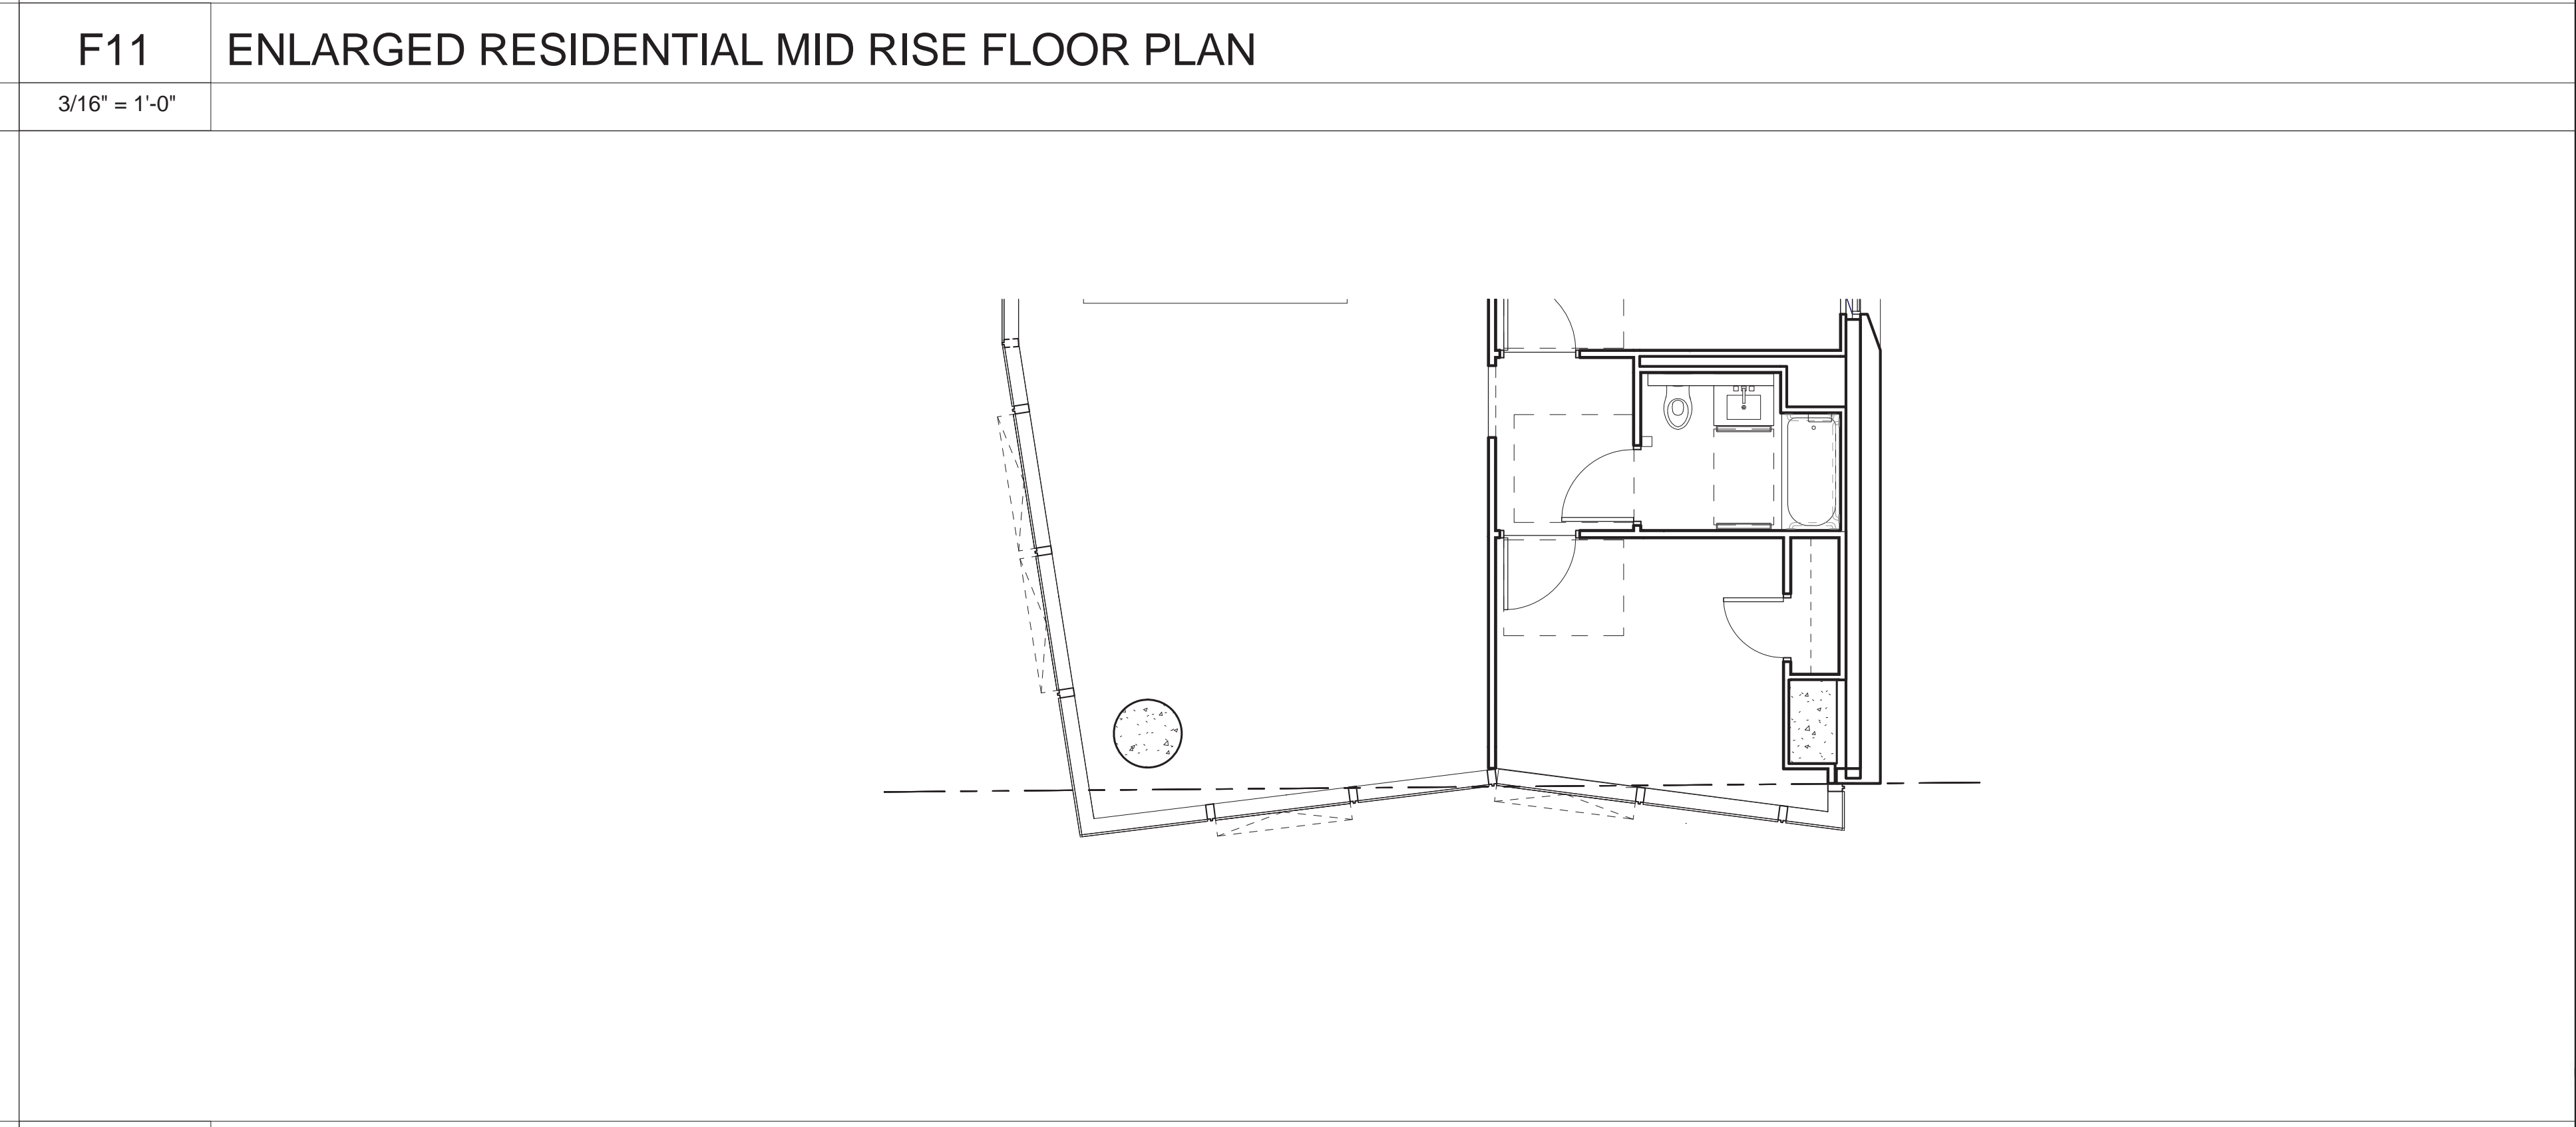 F11
ENLARGED RESIDENTIAL MID RISE FLOOR PLAN
3/16" = 1'-0"